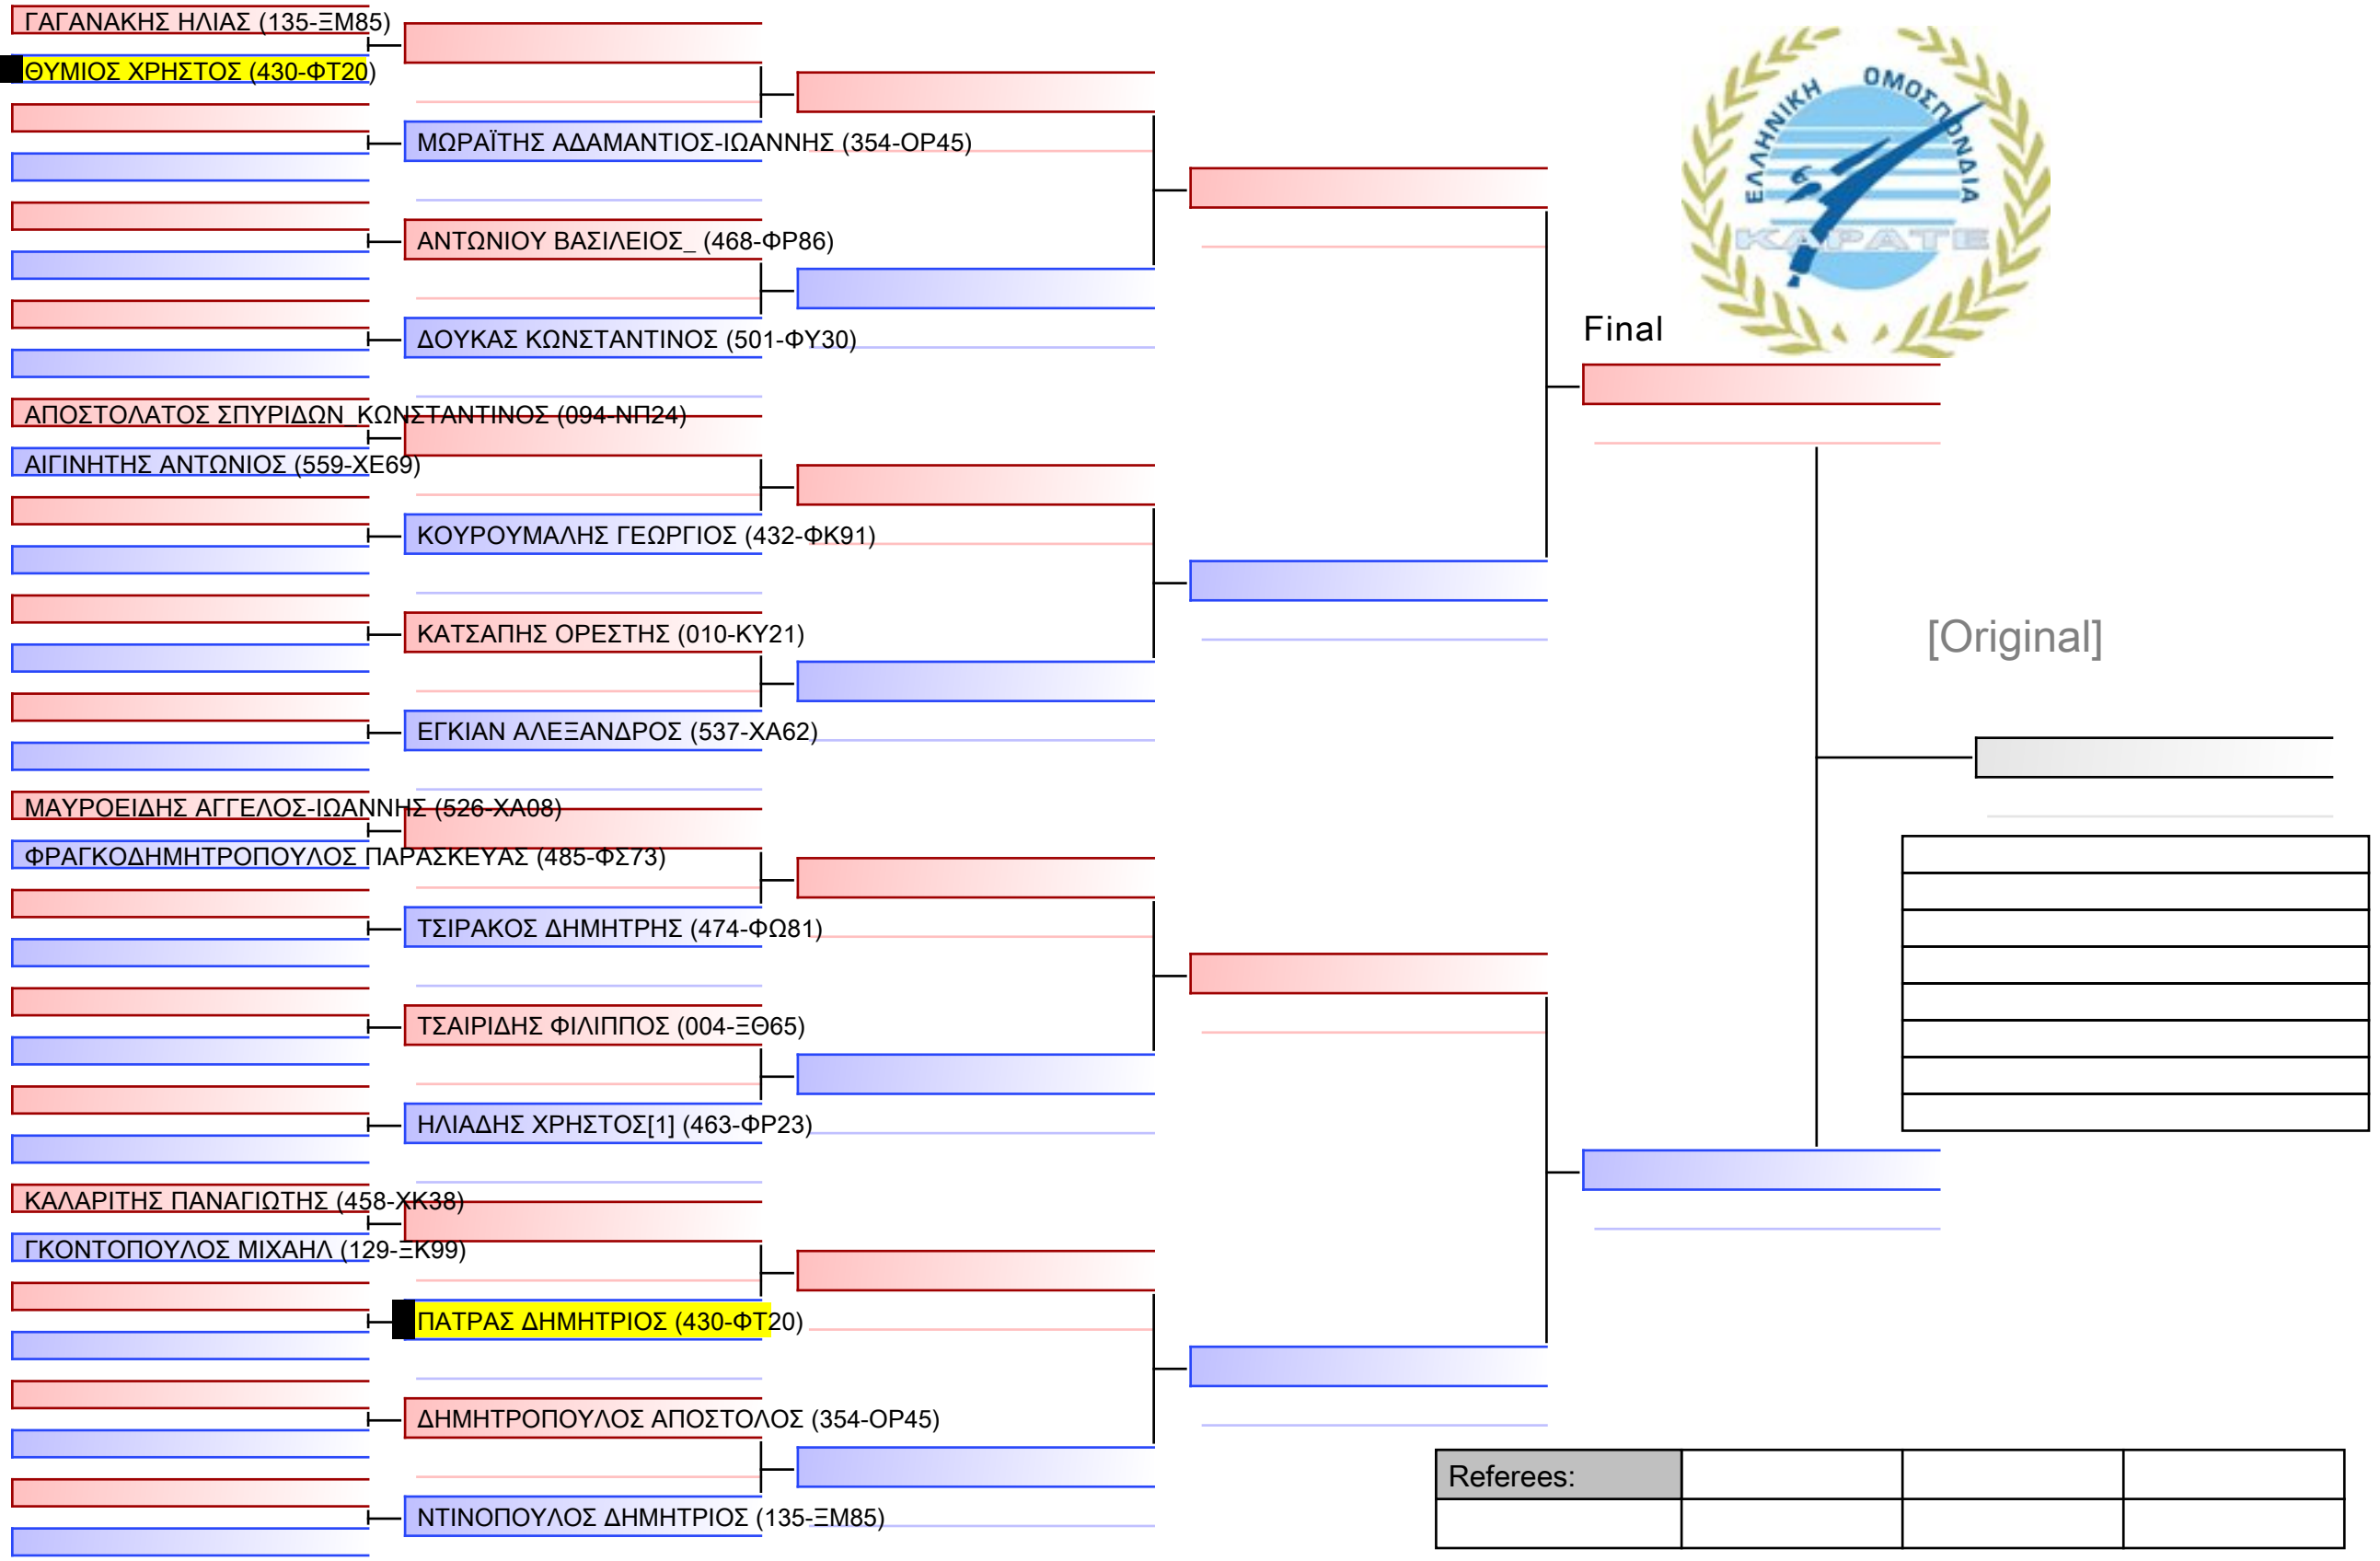 ΓΑΓΑΝΑΚΗΣ ΗΛΙΑΣ (135-ΞΜ85)
ΘΥΜΙΟΣ ΧΡΗΣΤΟΣ (430-ΦΤ20)
ΜΩΡΑΪΤΗΣ ΑΔΑΜΑΝΤΙΟΣ-ΙΩΑΝΝΗΣ (354-ΟΡ45)
ΑΝΤΩΝΙΟΥ ΒΑΣΙΛΕΙΟΣ_ (468-ΦΡ86)
ΔΟΥΚΑΣ ΚΩΝΣΤΑΝΤΙΝΟΣ (501-ΦΥ30)
ΑΠΟΣΤΟΛΑΤΟΣ ΣΠΥΡΙΔΩΝ_ΚΩΝΣΤΑΝΤΙΝΟΣ (094-ΝΠ24)
ΑΙΓΙΝΗΤΗΣ ΑΝΤΩΝΙΟΣ (559-ΧΕ69)
ΚΟΥΡΟΥΜΑΛΗΣ ΓΕΩΡΓΙΟΣ (432-ΦΚ91)
ΚΑΤΣΑΠΗΣ ΟΡΕΣΤΗΣ (010-ΚΥ21)
ΕΓΚΙΑΝ ΑΛΕΞΑΝΔΡΟΣ (537-ΧΑ62)
ΜΑΥΡΟΕΙΔΗΣ ΑΓΓΕΛΟΣ-ΙΩΑΝΝΗΣ (526-ΧΑ08)
ΦΡΑΓΚΟΔΗΜΗΤΡΟΠΟΥΛΟΣ ΠΑΡΑΣΚΕΥΑΣ (485-ΦΣ73)
ΤΣΙΡΑΚΟΣ ΔΗΜΗΤΡΗΣ (474-ΦΩ81)
ΤΣΑΙΡΙΔΗΣ ΦΙΛΙΠΠΟΣ (004-ΞΘ65)
ΗΛΙΑΔΗΣ ΧΡΗΣΤΟΣ[1] (463-ΦΡ23)
ΚΑΛΑΡΙΤΗΣ ΠΑΝΑΓΙΩΤΗΣ (458-ΧΚ38)
ΓΚΟΝΤΟΠΟΥΛΟΣ ΜΙΧΑΗΛ (129-ΞΚ99)
ΠΑΤΡΑΣ ΔΗΜΗΤΡΙΟΣ (430-ΦΤ20)
ΔΗΜΗΤΡΟΠΟΥΛΟΣ ΑΠΟΣΤΟΛΟΣ (354-ΟΡ45)
ΝΤΙΝΟΠΟΥΛΟΣ ΔΗΜΗΤΡΙΟΣ (135-ΞΜ85)
ΕΛΛΗΝΙΚΗ ΟΜΟΣΠΟΝΔΙΑ
ΚΑΡΑΤΕ
Final
[Original]
Referees: